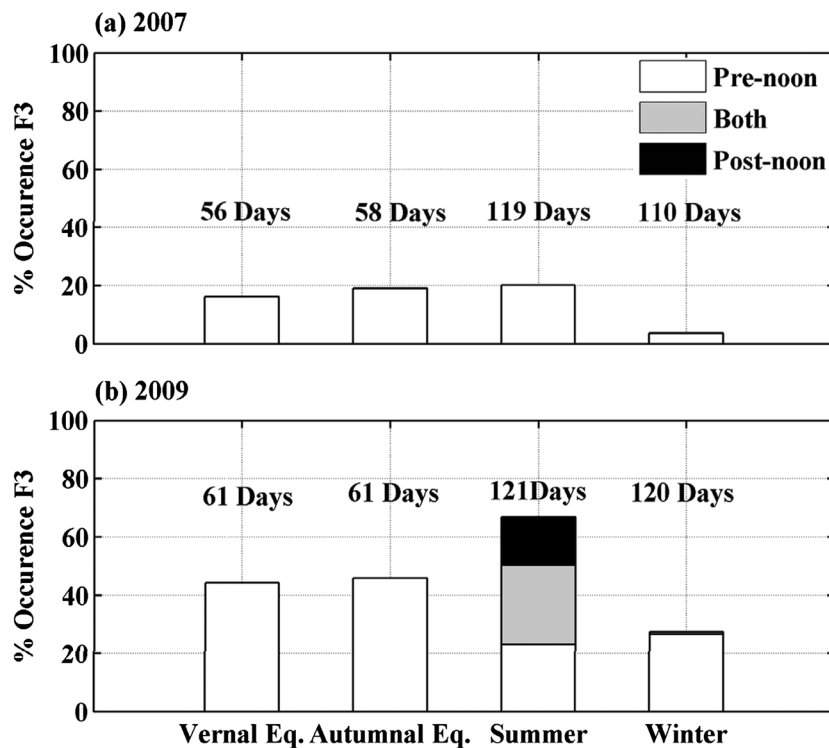 (a) 2007
100
80
60
40
20
0
% Occurence F3
Pre-noon
Both
Post-noon
56 Days
58 Days
119 Days
110 Days
(b) 2009
100
80
60
40
20
0
% Occurence F3
61 Days
61 Days
121Days
120 Days
Vernal Eq. Autumnal Eq. Summer Winter